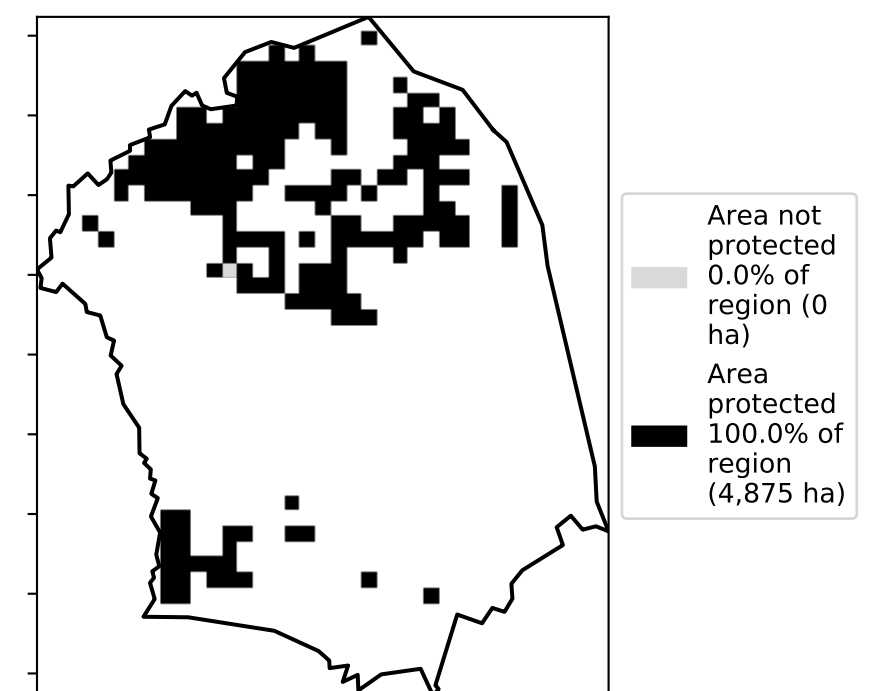 Area not
protected
0.0% of
region (0
ha)
Area
protected
100.0% of
region
(4,875 ha)